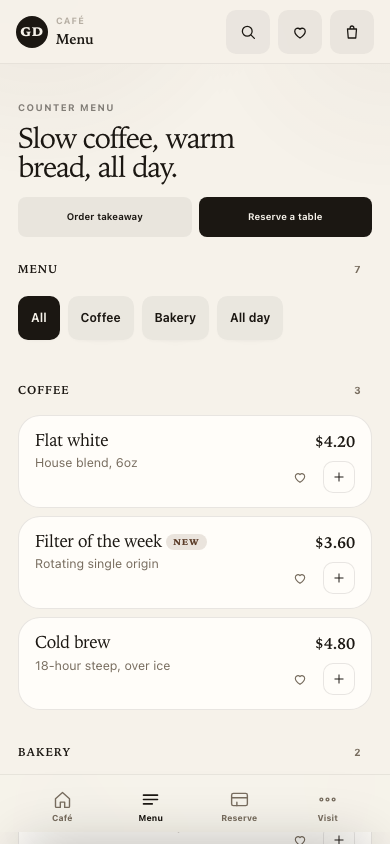 GD
CAFÉ
Menu
COUNTER MENU
Slow coffee, warm
bread, all day.
Order takeaway
Reserve a table
MENU 7
All
Coffee
Bakery
All day
COFFEE 3
Flat white $4.20
House blend, 6oz
Filter of the week NEW $3.60
Rotating single origin
Cold brew $4.80
18-hour steep, over ice
BAKERY 2
Café
Menu
Reserve
Visit